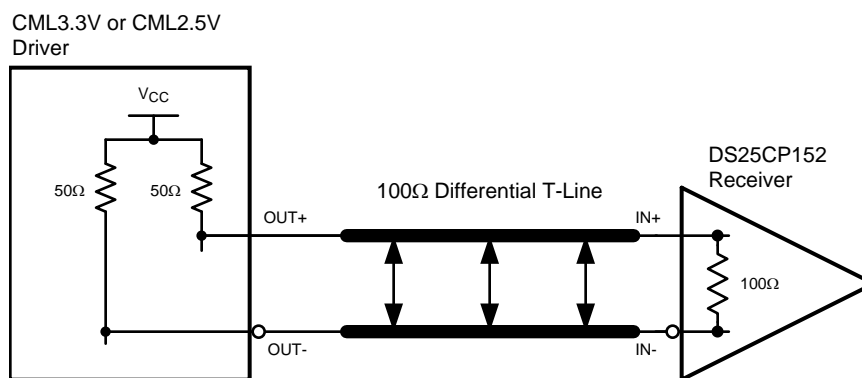 CML3.3V or CML2.5V
Driver
VCC
50Ω
50Ω
OUT+
OUT-
100Ω Differential T-Line
IN+
IN-
DS25CP152
Receiver
100Ω